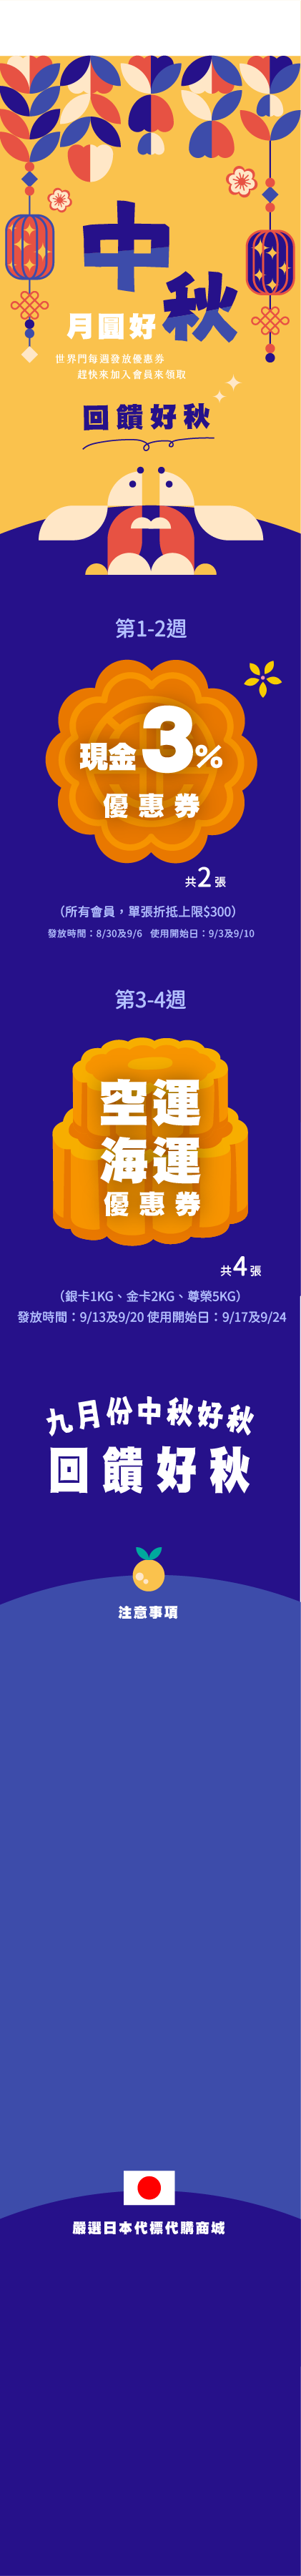 中秋
月圓好
世界門每週發放優惠券
趕快來加入會員來領取
回饋好秋
第1-2週
現金3%
優惠券
共2張
（所有會員，單張折抵上限$300）
發放時間：8/30及9/6 使用開始日：9/3及9/10
第3-4週
空運
海運
優惠券
共4張
（銀卡1KG、金卡2KG、尊榮5KG）
發放時間：9/13及9/20 使用開始日：9/17及9/24
九月份中秋好秋
回饋好秋
注意事項
嚴選日本代標代購商城